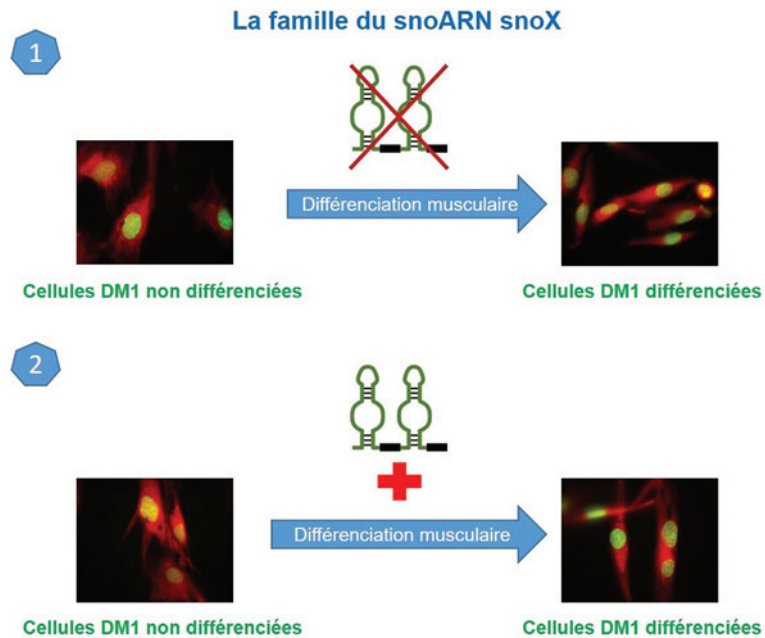 La famille du snoARN snoX
1
Différenciation musculaire
Cellules DM1 non différenciées
Cellules DM1 différenciées
2
Différenciation musculaire
Cellules DM1 non différenciées
Cellules DM1 différenciées